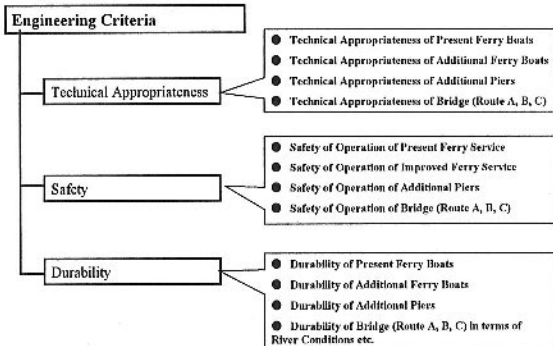 Engineering Criteria
Technical Appropriateness
● Technical Appropriateness of Present Ferry Boats
● Technical Appropriateness of Additional Ferry Boats
● Technical Appropriateness of Additional Piers
● Technical Appropriateness of Bridge (Route A, B, C)
Safety
● Safety of Operation of Present Ferry Service
● Safety of Operation of Improved Ferry Service
● Safety of Operation of Additional Piers
● Safety of Operation of Bridge (Route A, B, C)
Durability
● Durability of Present Ferry Boats
● Durability of Additional Ferry Boats
● Durability of Additional Piers
● Durability of Bridge (Route A, B, C) in terms of
River Conditions etc.